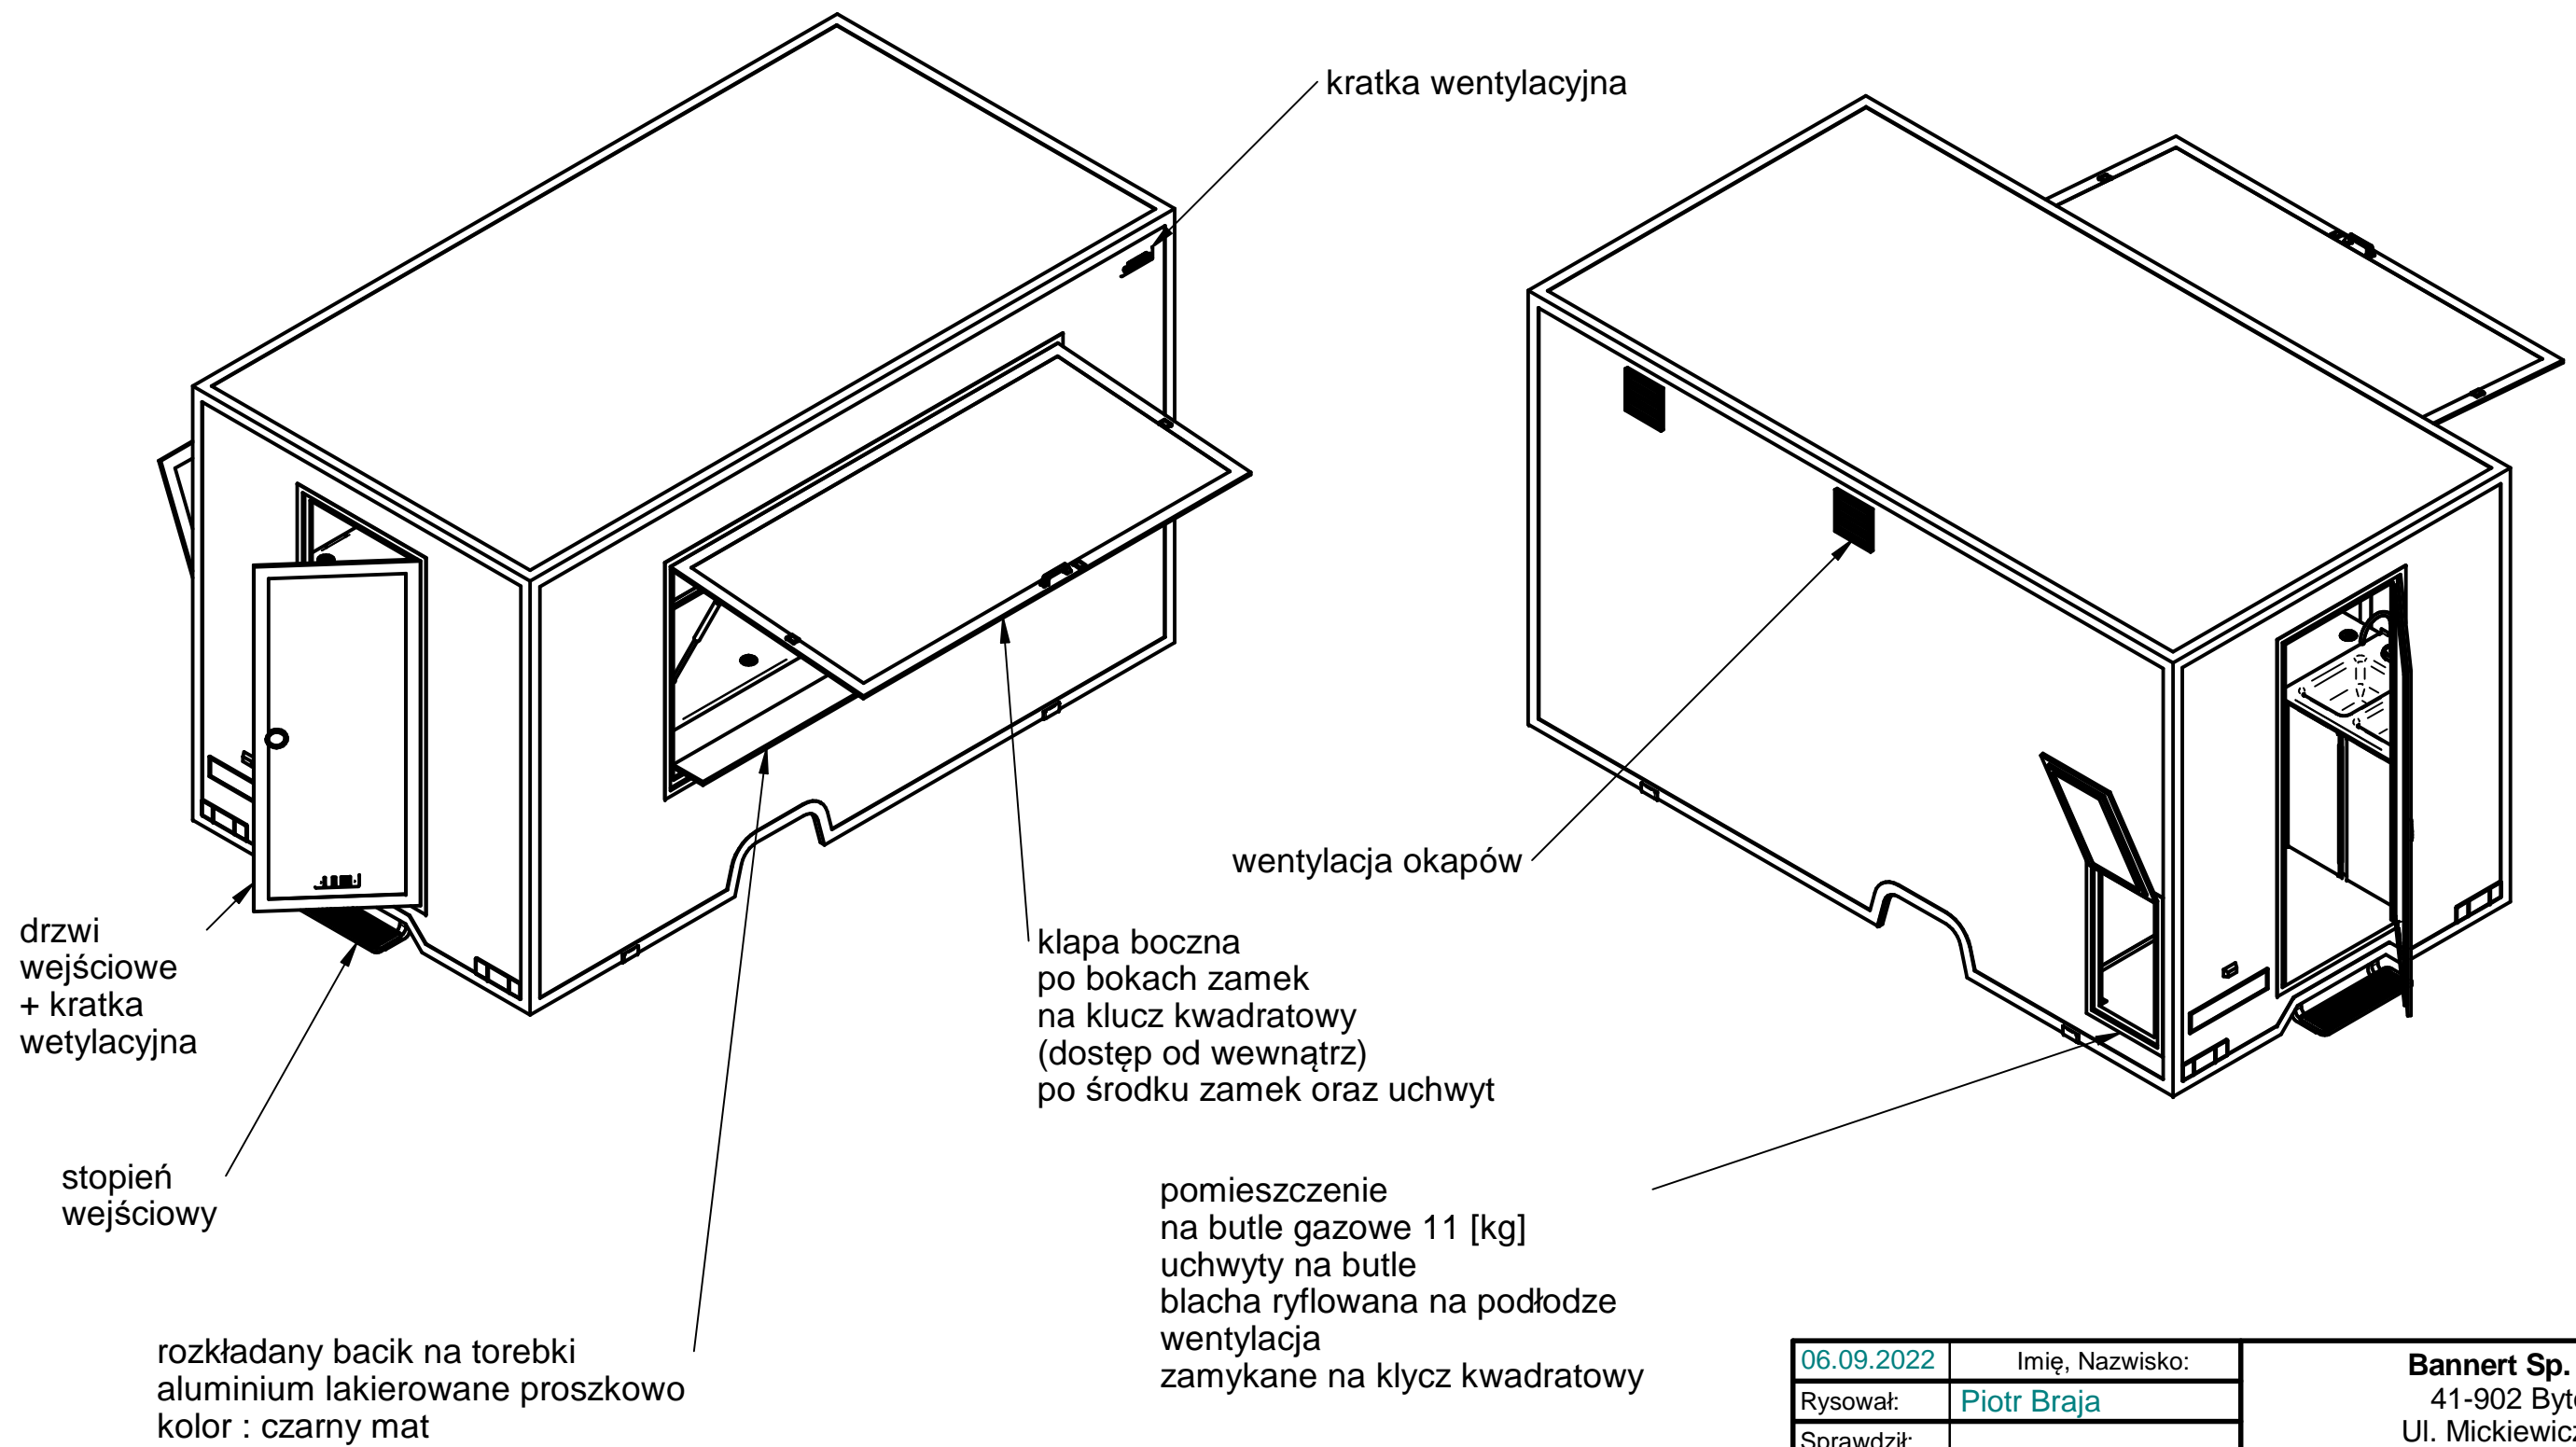 kratka wentylacyjna
wentylacja okapów
drzwi
wejściowe
+ kratka
wetylacyjna
klapa boczna
po bokach zamek
na klucz kwadratowy
(dostęp od wewnątrz)
po środku zamek oraz uchwyt
stopień
wejściowy
pomieszczenie
na butle gazowe 11 [kg]
uchwyty na butle
blacha ryflowana na podłodze
wentylacja
zamykane na klycz kwadratowy
rozkładany bacik na torebki
aluminium lakierowane proszkowo
kolor : czarny mat
06.09.2022 Imię, Nazwisko:
Rysował: Piotr Braja
Sprawdził:
Bannert Sp.
41-902 Byto
Ul. Mickiewicz